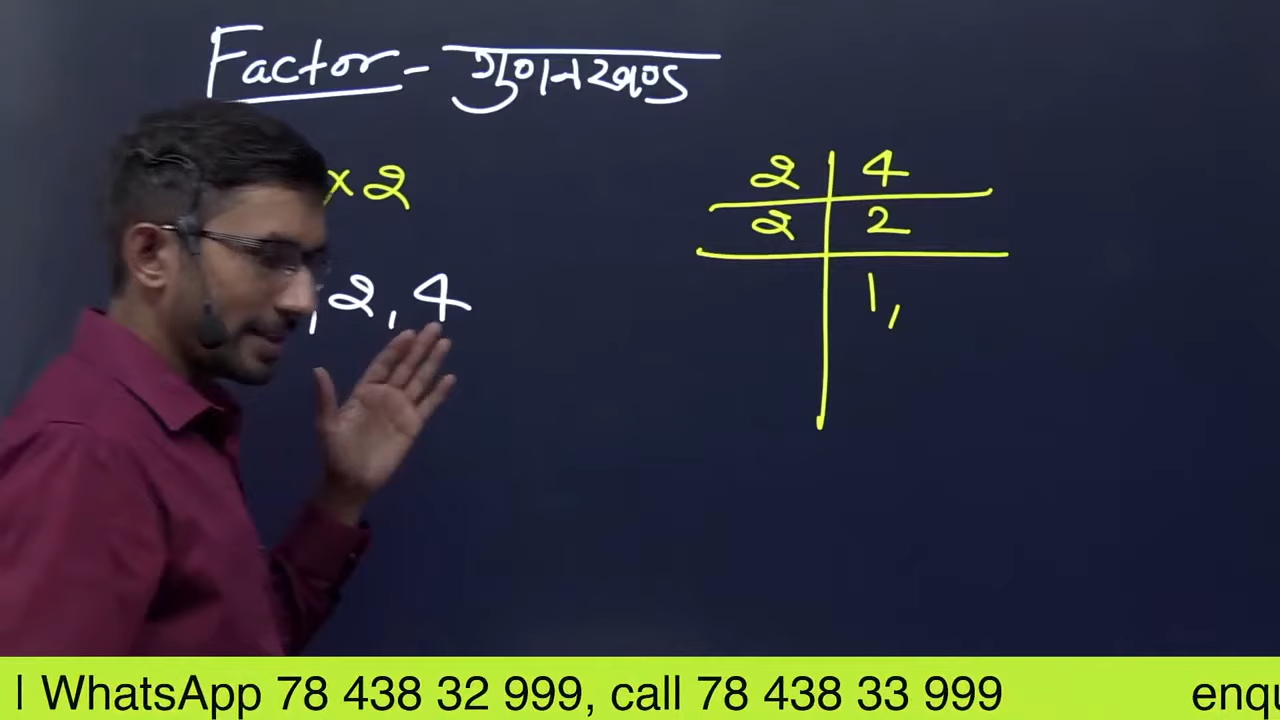 Factor - गुणनखण्ड
× 2
2 | 4
2 | 2
1,
, 2, 4
| WhatsApp 78 438 32 999, call 78 438 33 999 enqu